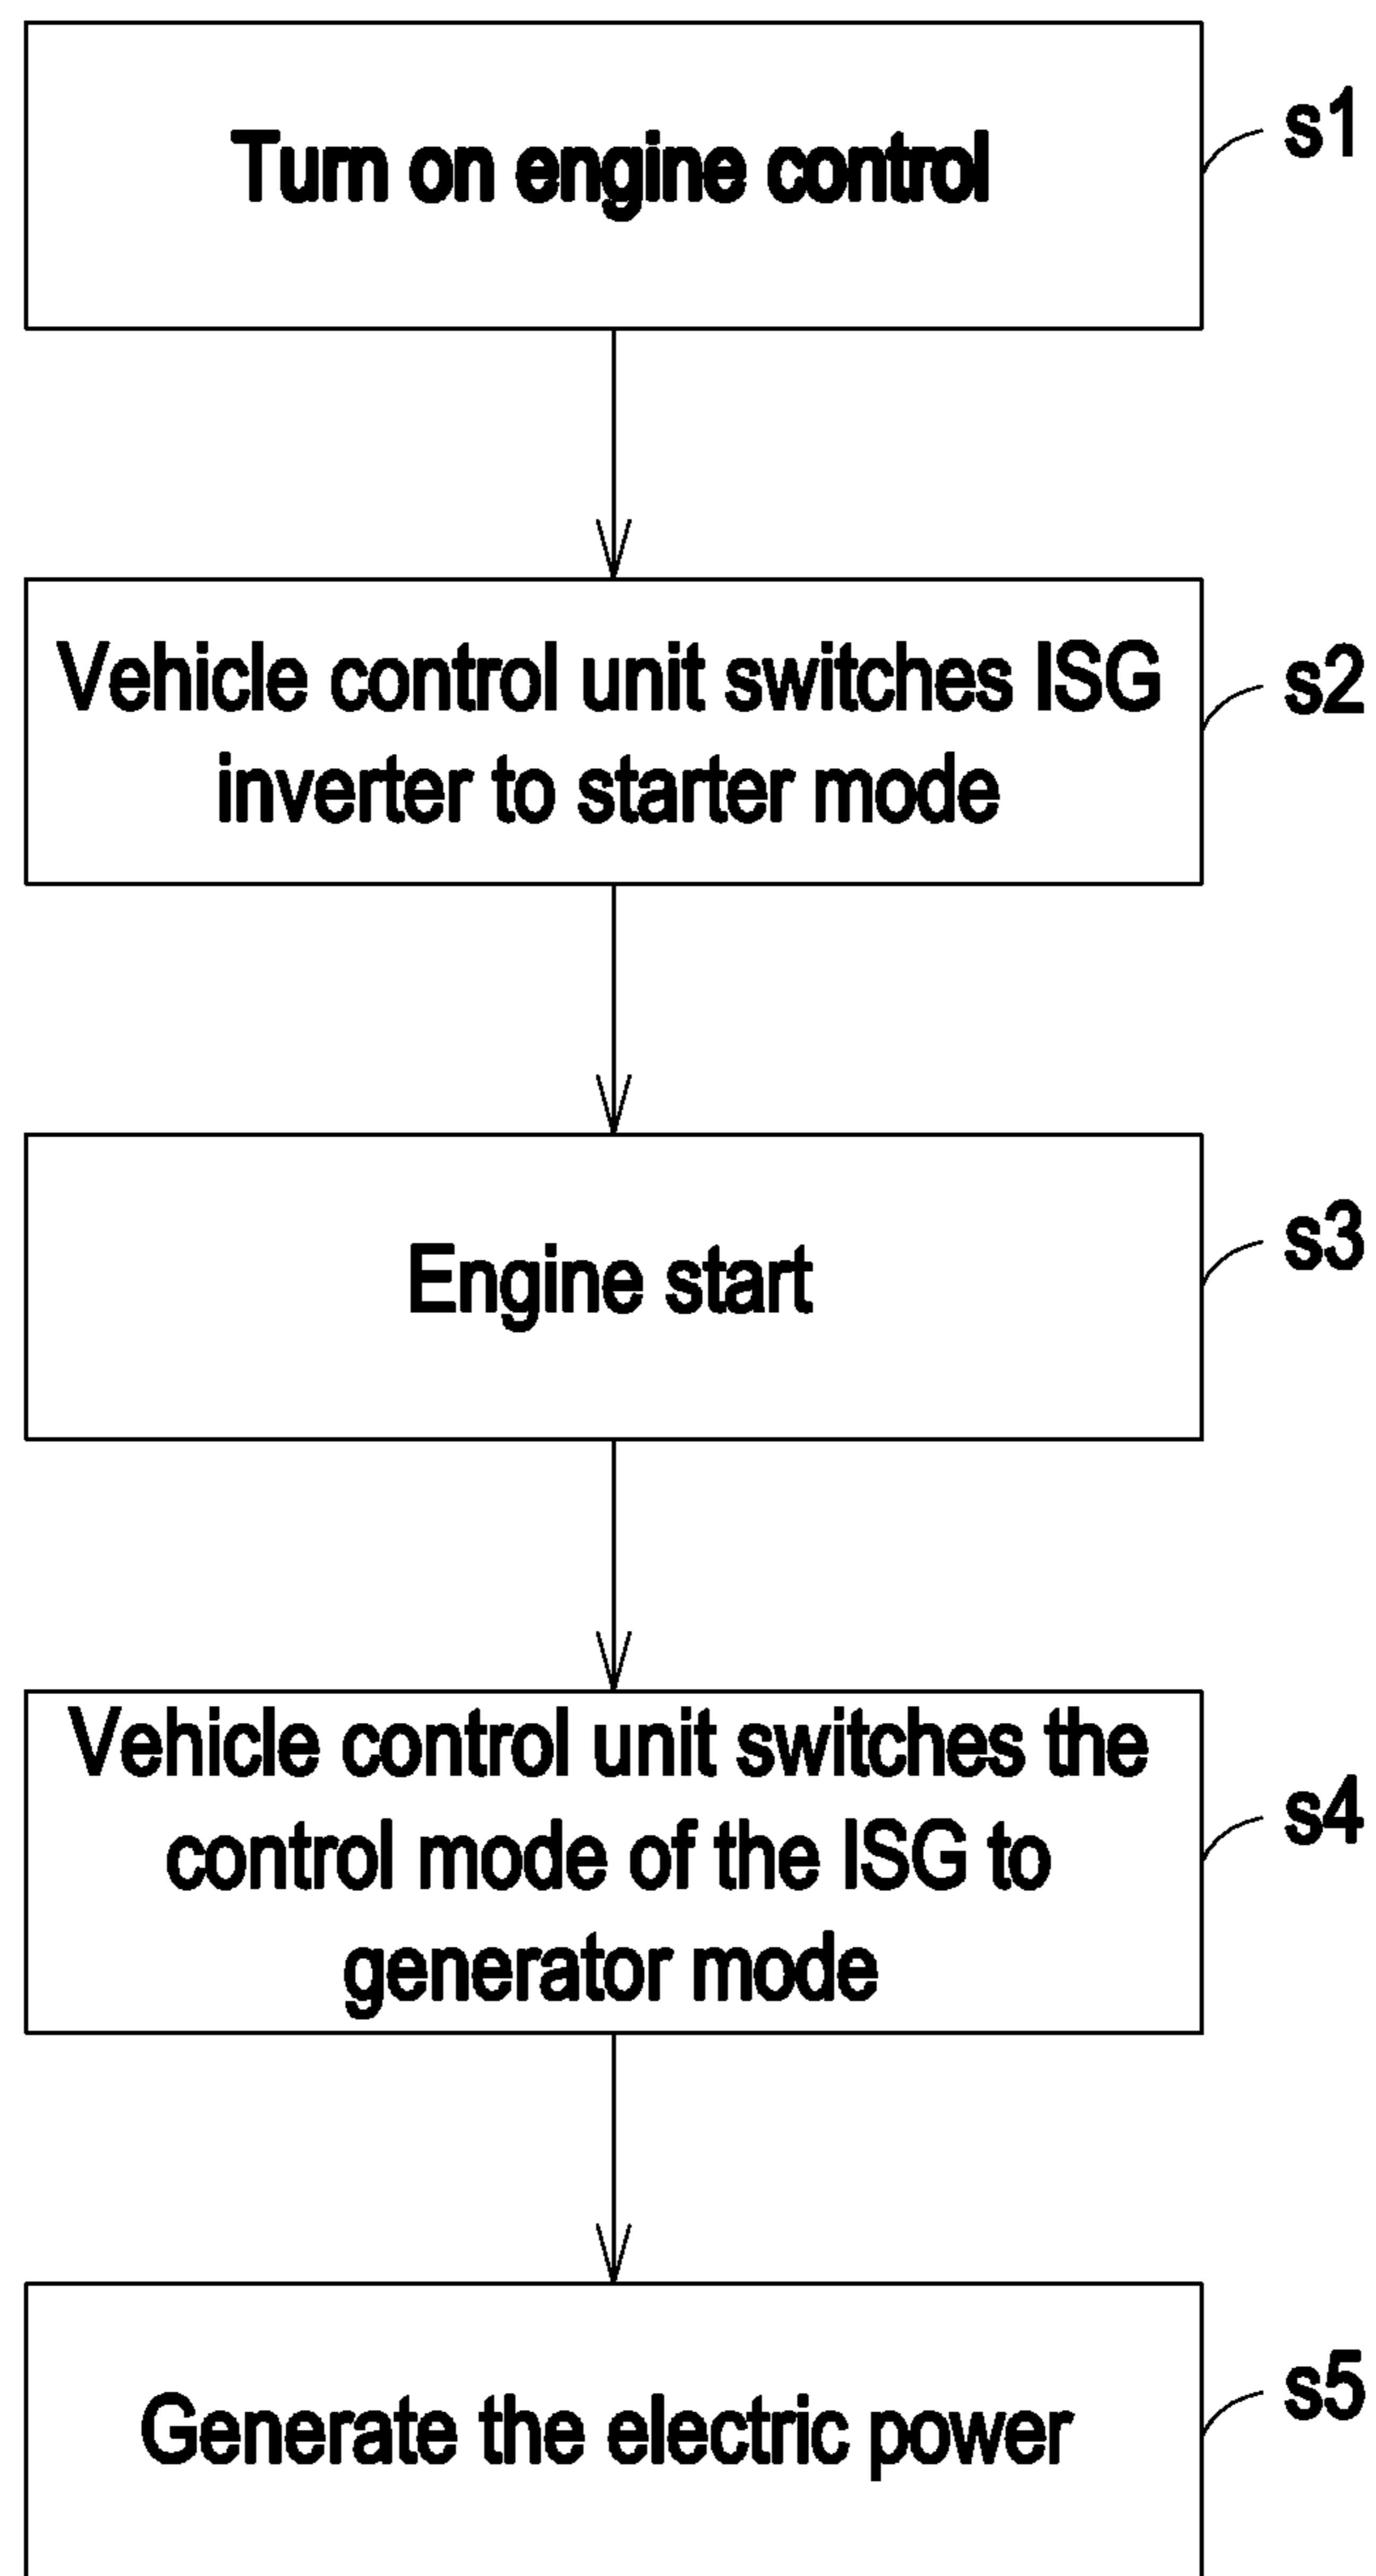 Turn on engine control
s1
Vehicle control unit switches ISG
inverter to starter mode
s2
Engine start
s3
Vehicle control unit switches the
control mode of the ISG to
generator mode
s4
Generate the electric power
s5